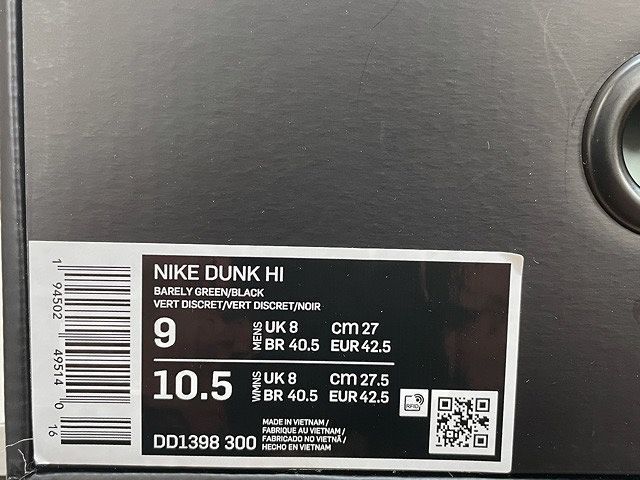 NIKE DUNK HI
BARELY GREEN/BLACK
VERT DISCRET/VERT DISCRET/NOIR
9 MENS UK 8 CM 27
BR 40.5 EUR 42.5
10.5 WMNS UK 8 CM 27.5
BR 40.5 EUR 42.5
RFID
DD1398 300
MADE IN VIETNAM /
FABRIQUE AU VIETNAM /
FABRICADO NO VIETNÃ /
HECHO EN VIETNAM
1 94502 49514 0 16